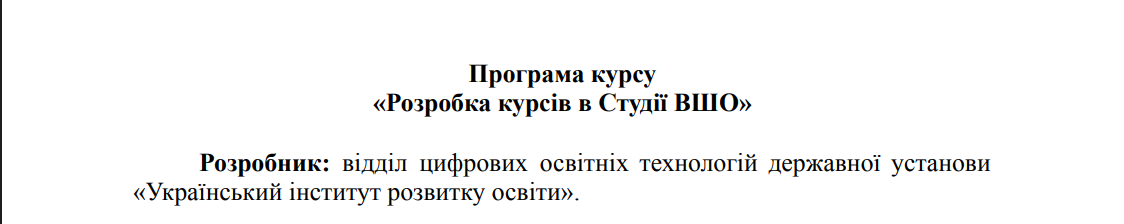 Програма курсу
«Розробка курсів в Студії ВШО»
Розробник: відділ цифрових освітніх технологій державної установи
«Український інститут розвитку освіти».